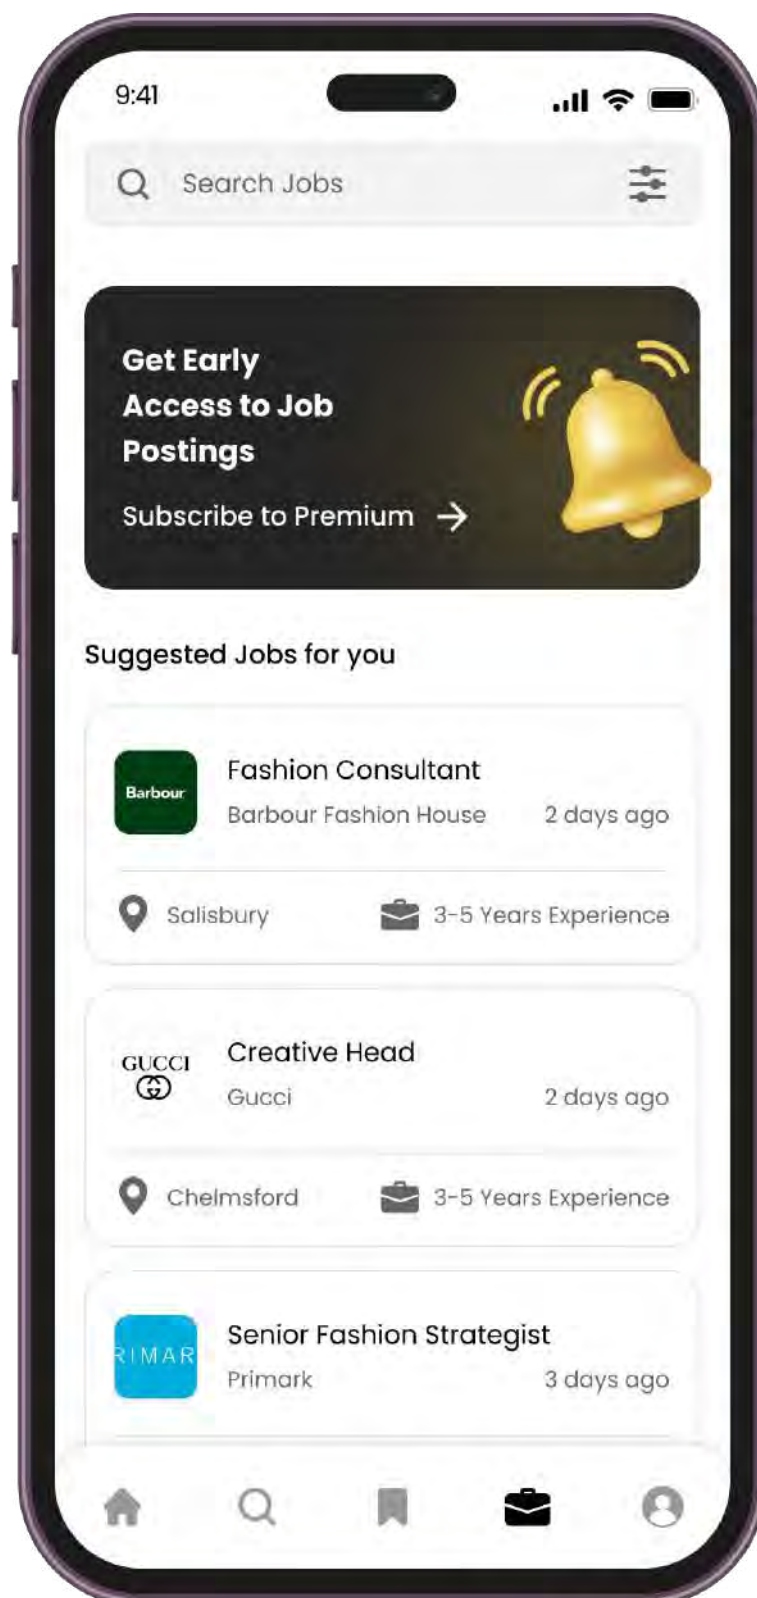 9:41
Search Jobs
Get Early
Access to Job
Postings
Subscribe to Premium
Suggested Jobs for you
Barbour
Fashion Consultant
Barbour Fashion House 2 days ago
Salisbury 3-5 Years Experience
GUCCI
Creative Head
Gucci 2 days ago
Chelmsford 3-5 Years Experience
RIMAR
Senior Fashion Strategist
Primark 3 days ago